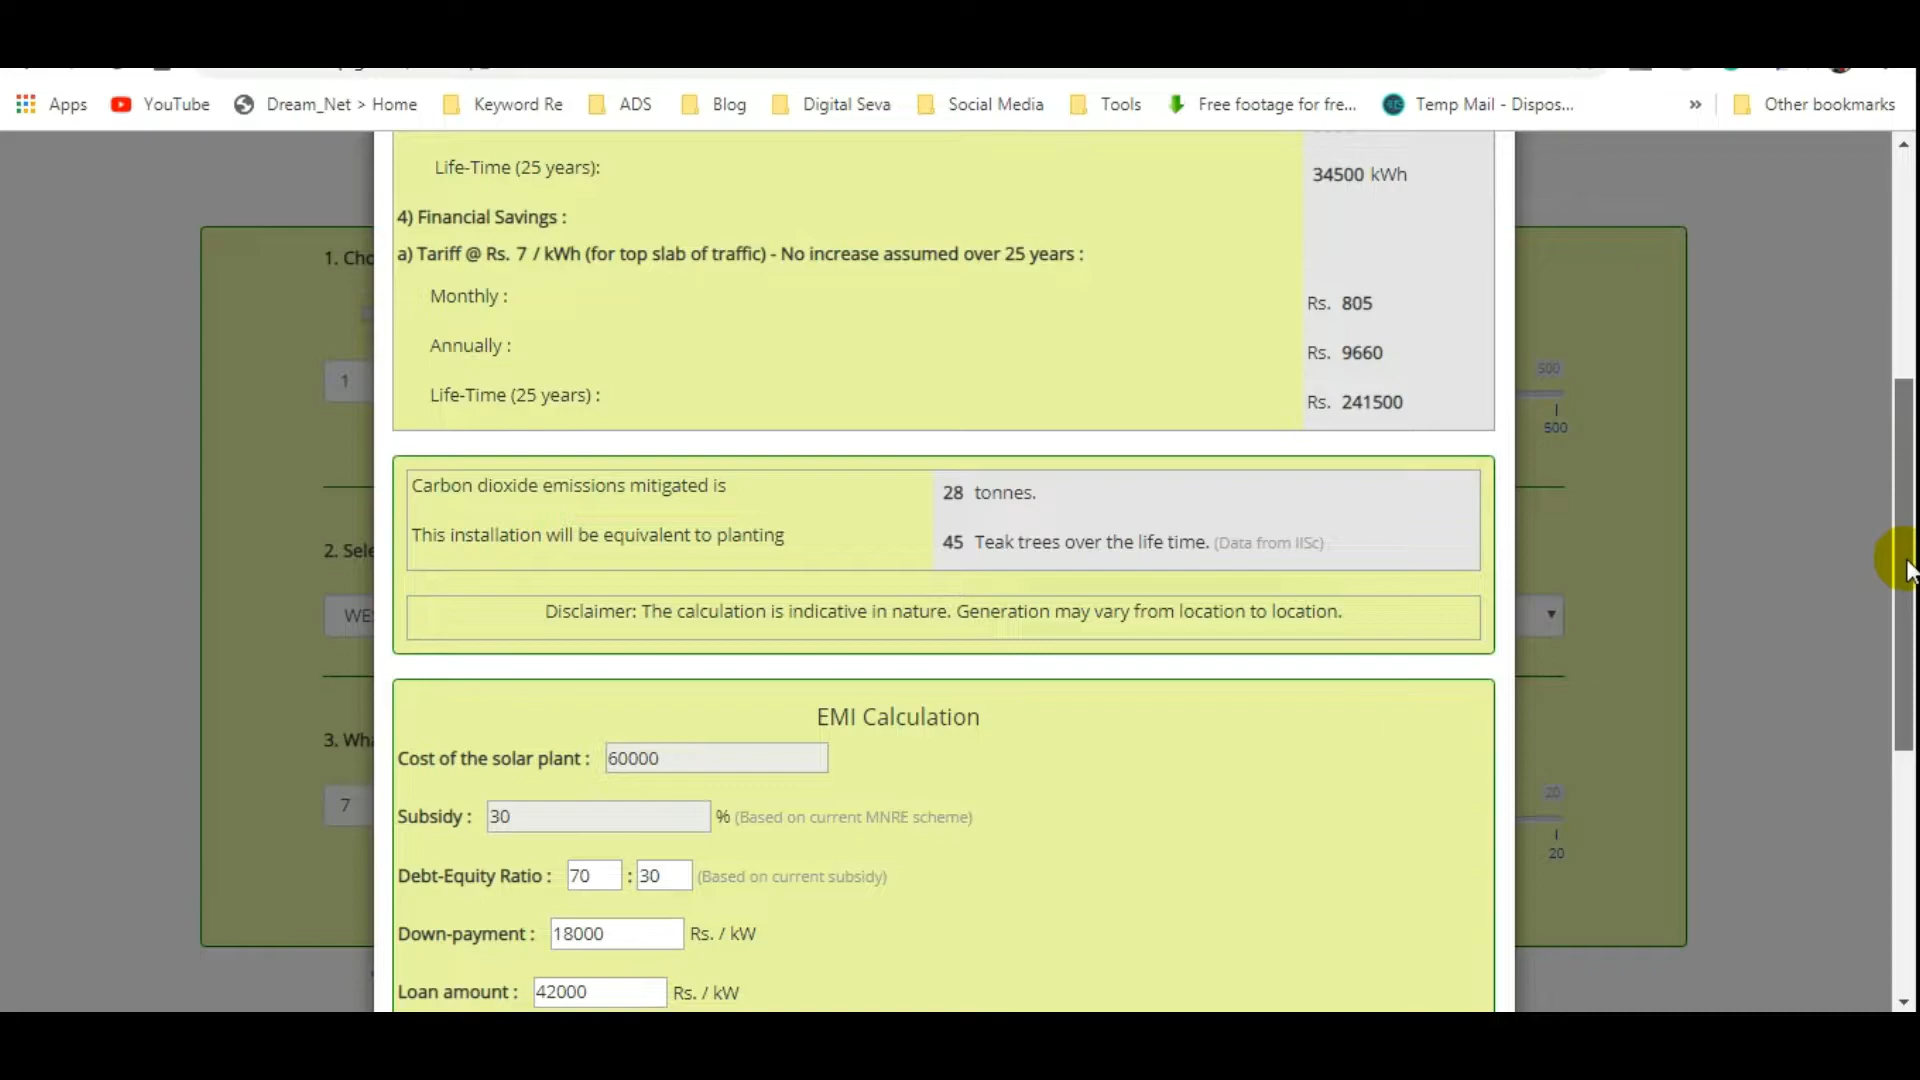 Apps YouTube Dream_Net > Home Keyword Re ADS Blog Digital Seva Social Media Tools Free footage for fre... Temp Mail - Dispos... » Other bookmarks
Life-Time (25 years): 34500 kWh
4) Financial Savings :
1. Cho
a) Tariff @ Rs. 7 / kWh (for top slab of traffic) - No increase assumed over 25 years :
Monthly : Rs. 805
Annually : Rs. 9660
1 500
Life-Time (25 years) : Rs. 241500
500
Carbon dioxide emissions mitigated is 28 tonnes.
This installation will be equivalent to planting 45 Teak trees over the life time. (Data from IISc)
2. Sele
WES
Disclaimer: The calculation is indicative in nature. Generation may vary from location to location.
EMI Calculation
3. Wha
Cost of the solar plant : 60000
7 20
Subsidy : 30 % (Based on current MNRE scheme)
20
Debt-Equity Ratio : 70 : 30 (Based on current subsidy)
Down-payment : 18000 Rs. / kW
Loan amount : 42000 Rs. / kW